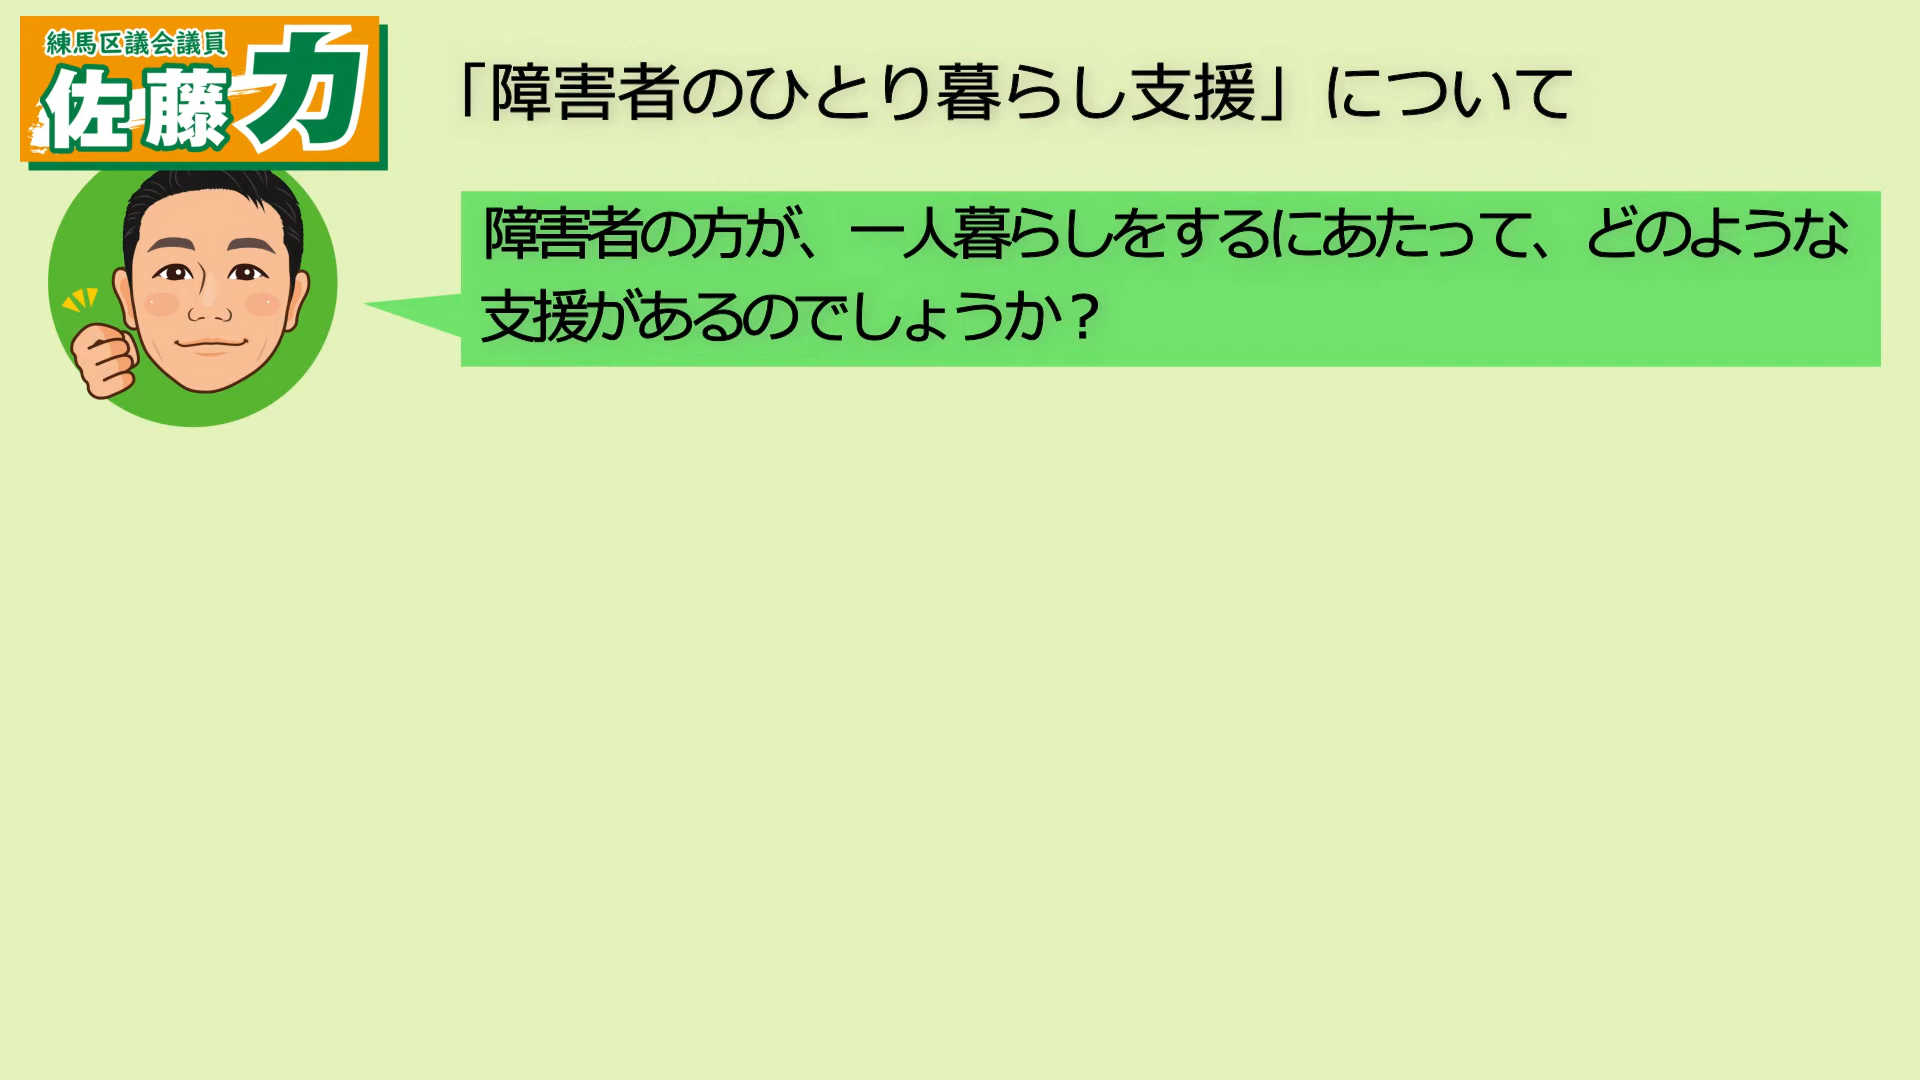 練馬区議会議員
佐藤力
「障害者のひとり暮らし支援」について
障害者の方が、一人暮らしをするにあたって、どのような
支援があるのでしょうか？